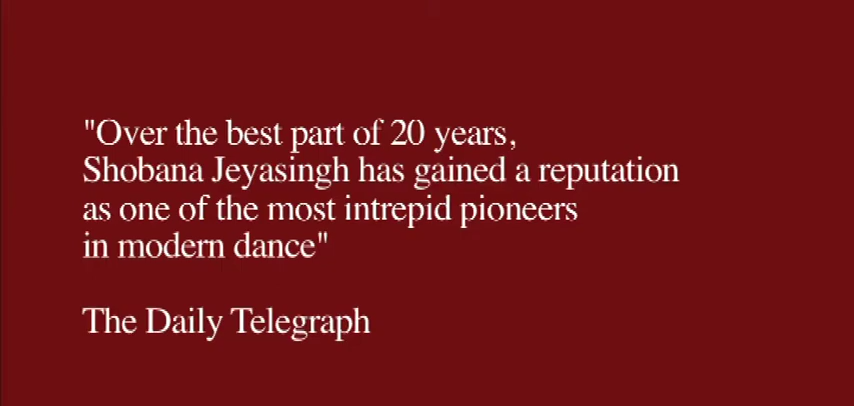 "Over the best part of 20 years,
Shobana Jeyasingh has gained a reputation
as one of the most intrepid pioneers
in modern dance"
The Daily Telegraph